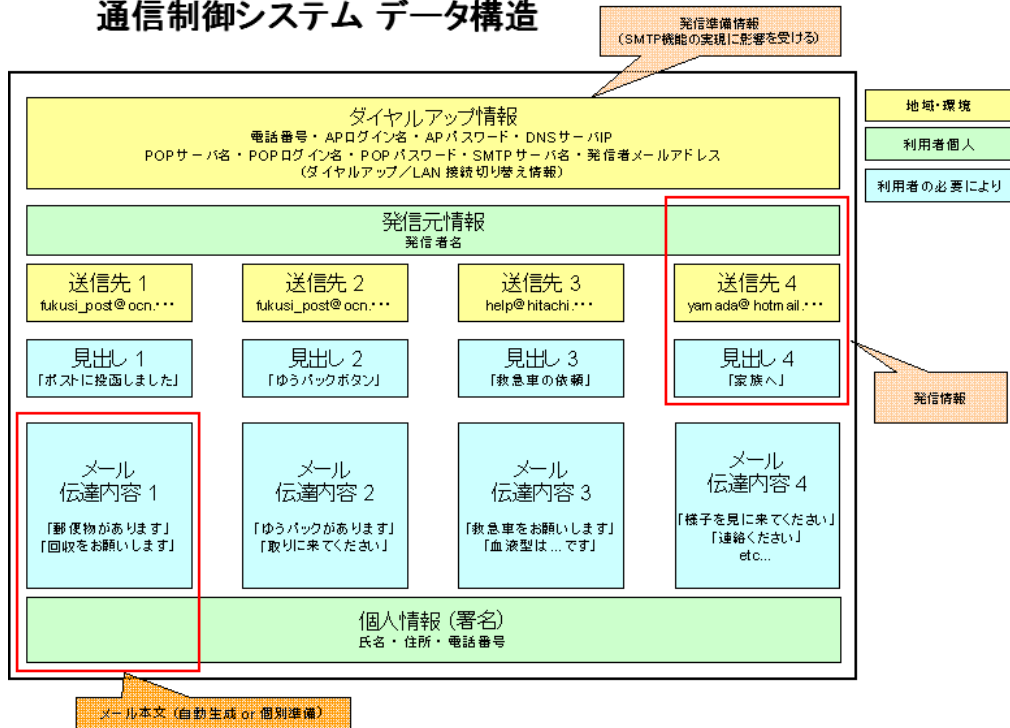 通信制御システム データ構造
発信準備情報
(SMTP機能の実現に影響を受ける)
ダイヤルアップ情報
電話番号・APログイン名・APパスワード・DNSサーバIP
POPサーバ名・POPログイン名・POPパスワード・SMTPサーバ名・発信者メールアドレス
(ダイヤルアップ/LAN 接続切り替え情報)
地域・環境
利用者個人
利用者の必要により
発信元情報
発信者名
送信先 1
fukusi_post@ocn.・・・
送信先 2
fukusi_post@ocn.・・・
送信先 3
help@hitachi.・・・
送信先 4
yamada@hotmail.・・・
見出し 1
「ポストに投函しました」
見出し 2
「ゆうパックボタン」
見出し 3
「救急車の依頼」
見出し 4
「家族へ」
発信情報
メール
伝達内容 1
「郵便物があります」
「回収をお願いします」
メール
伝達内容 2
「ゆうパックがあります」
「取りに来てください」
メール
伝達内容 3
「救急車をお願いします」
「血液型は...です」
メール
伝達内容 4
「様子を見に来てください」
「連絡ください」
etc...
個人情報 (署名)
氏名・住所・電話番号
メール本文 (自動生成 or 個別準備)